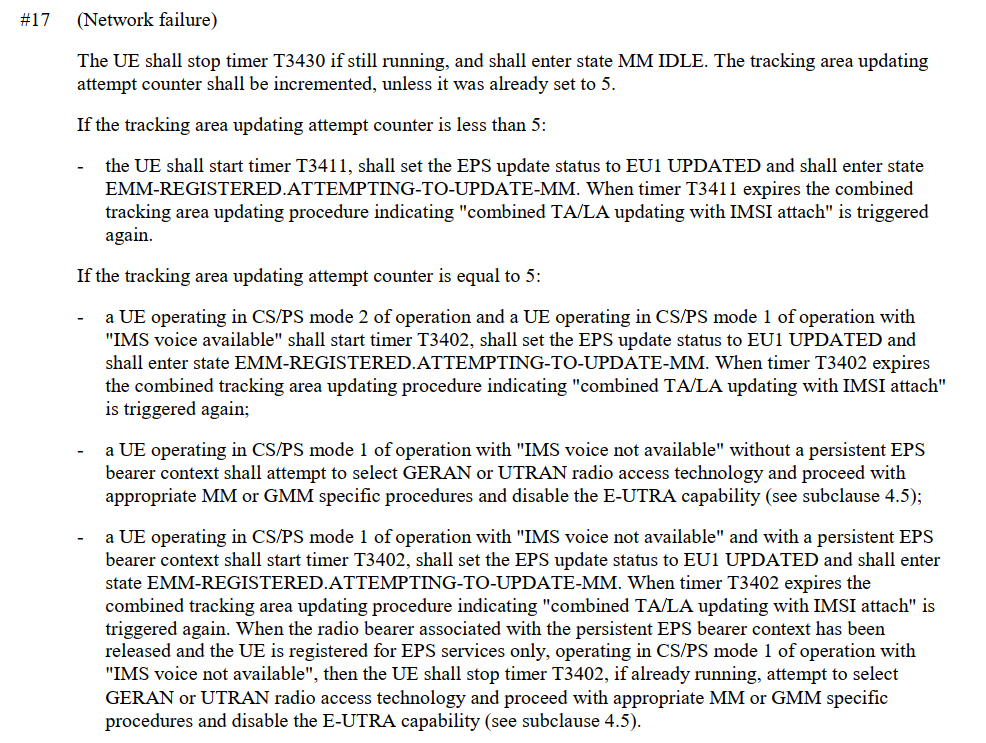 #17 (Network failure)
The UE shall stop timer T3430 if still running, and shall enter state MM IDLE. The tracking area updating
attempt counter shall be incremented, unless it was already set to 5.
If the tracking area updating attempt counter is less than 5:
- the UE shall start timer T3411, shall set the EPS update status to EU1 UPDATED and shall enter state
EMM-REGISTERED.ATTEMPTING-TO-UPDATE-MM. When timer T3411 expires the combined
tracking area updating procedure indicating "combined TA/LA updating with IMSI attach" is triggered
again.
If the tracking area updating attempt counter is equal to 5:
- a UE operating in CS/PS mode 2 of operation and a UE operating in CS/PS mode 1 of operation with
"IMS voice available" shall start timer T3402, shall set the EPS update status to EU1 UPDATED and
shall enter state EMM-REGISTERED.ATTEMPTING-TO-UPDATE-MM. When timer T3402 expires
the combined tracking area updating procedure indicating "combined TA/LA updating with IMSI attach"
is triggered again;
- a UE operating in CS/PS mode 1 of operation with "IMS voice not available" without a persistent EPS
bearer context shall attempt to select GERAN or UTRAN radio access technology and proceed with
appropriate MM or GMM specific procedures and disable the E-UTRA capability (see subclause 4.5);
- a UE operating in CS/PS mode 1 of operation with "IMS voice not available" and with a persistent EPS
bearer context shall start timer T3402, shall set the EPS update status to EU1 UPDATED and shall enter
state EMM-REGISTERED.ATTEMPTING-TO-UPDATE-MM. When timer T3402 expires the
combined tracking area updating procedure indicating "combined TA/LA updating with IMSI attach" is
triggered again. When the radio bearer associated with the persistent EPS bearer context has been
released and the UE is registered for EPS services only, operating in CS/PS mode 1 of operation with
"IMS voice not available", then the UE shall stop timer T3402, if already running, attempt to select
GERAN or UTRAN radio access technology and proceed with appropriate MM or GMM specific
procedures and disable the E-UTRA capability (see subclause 4.5).